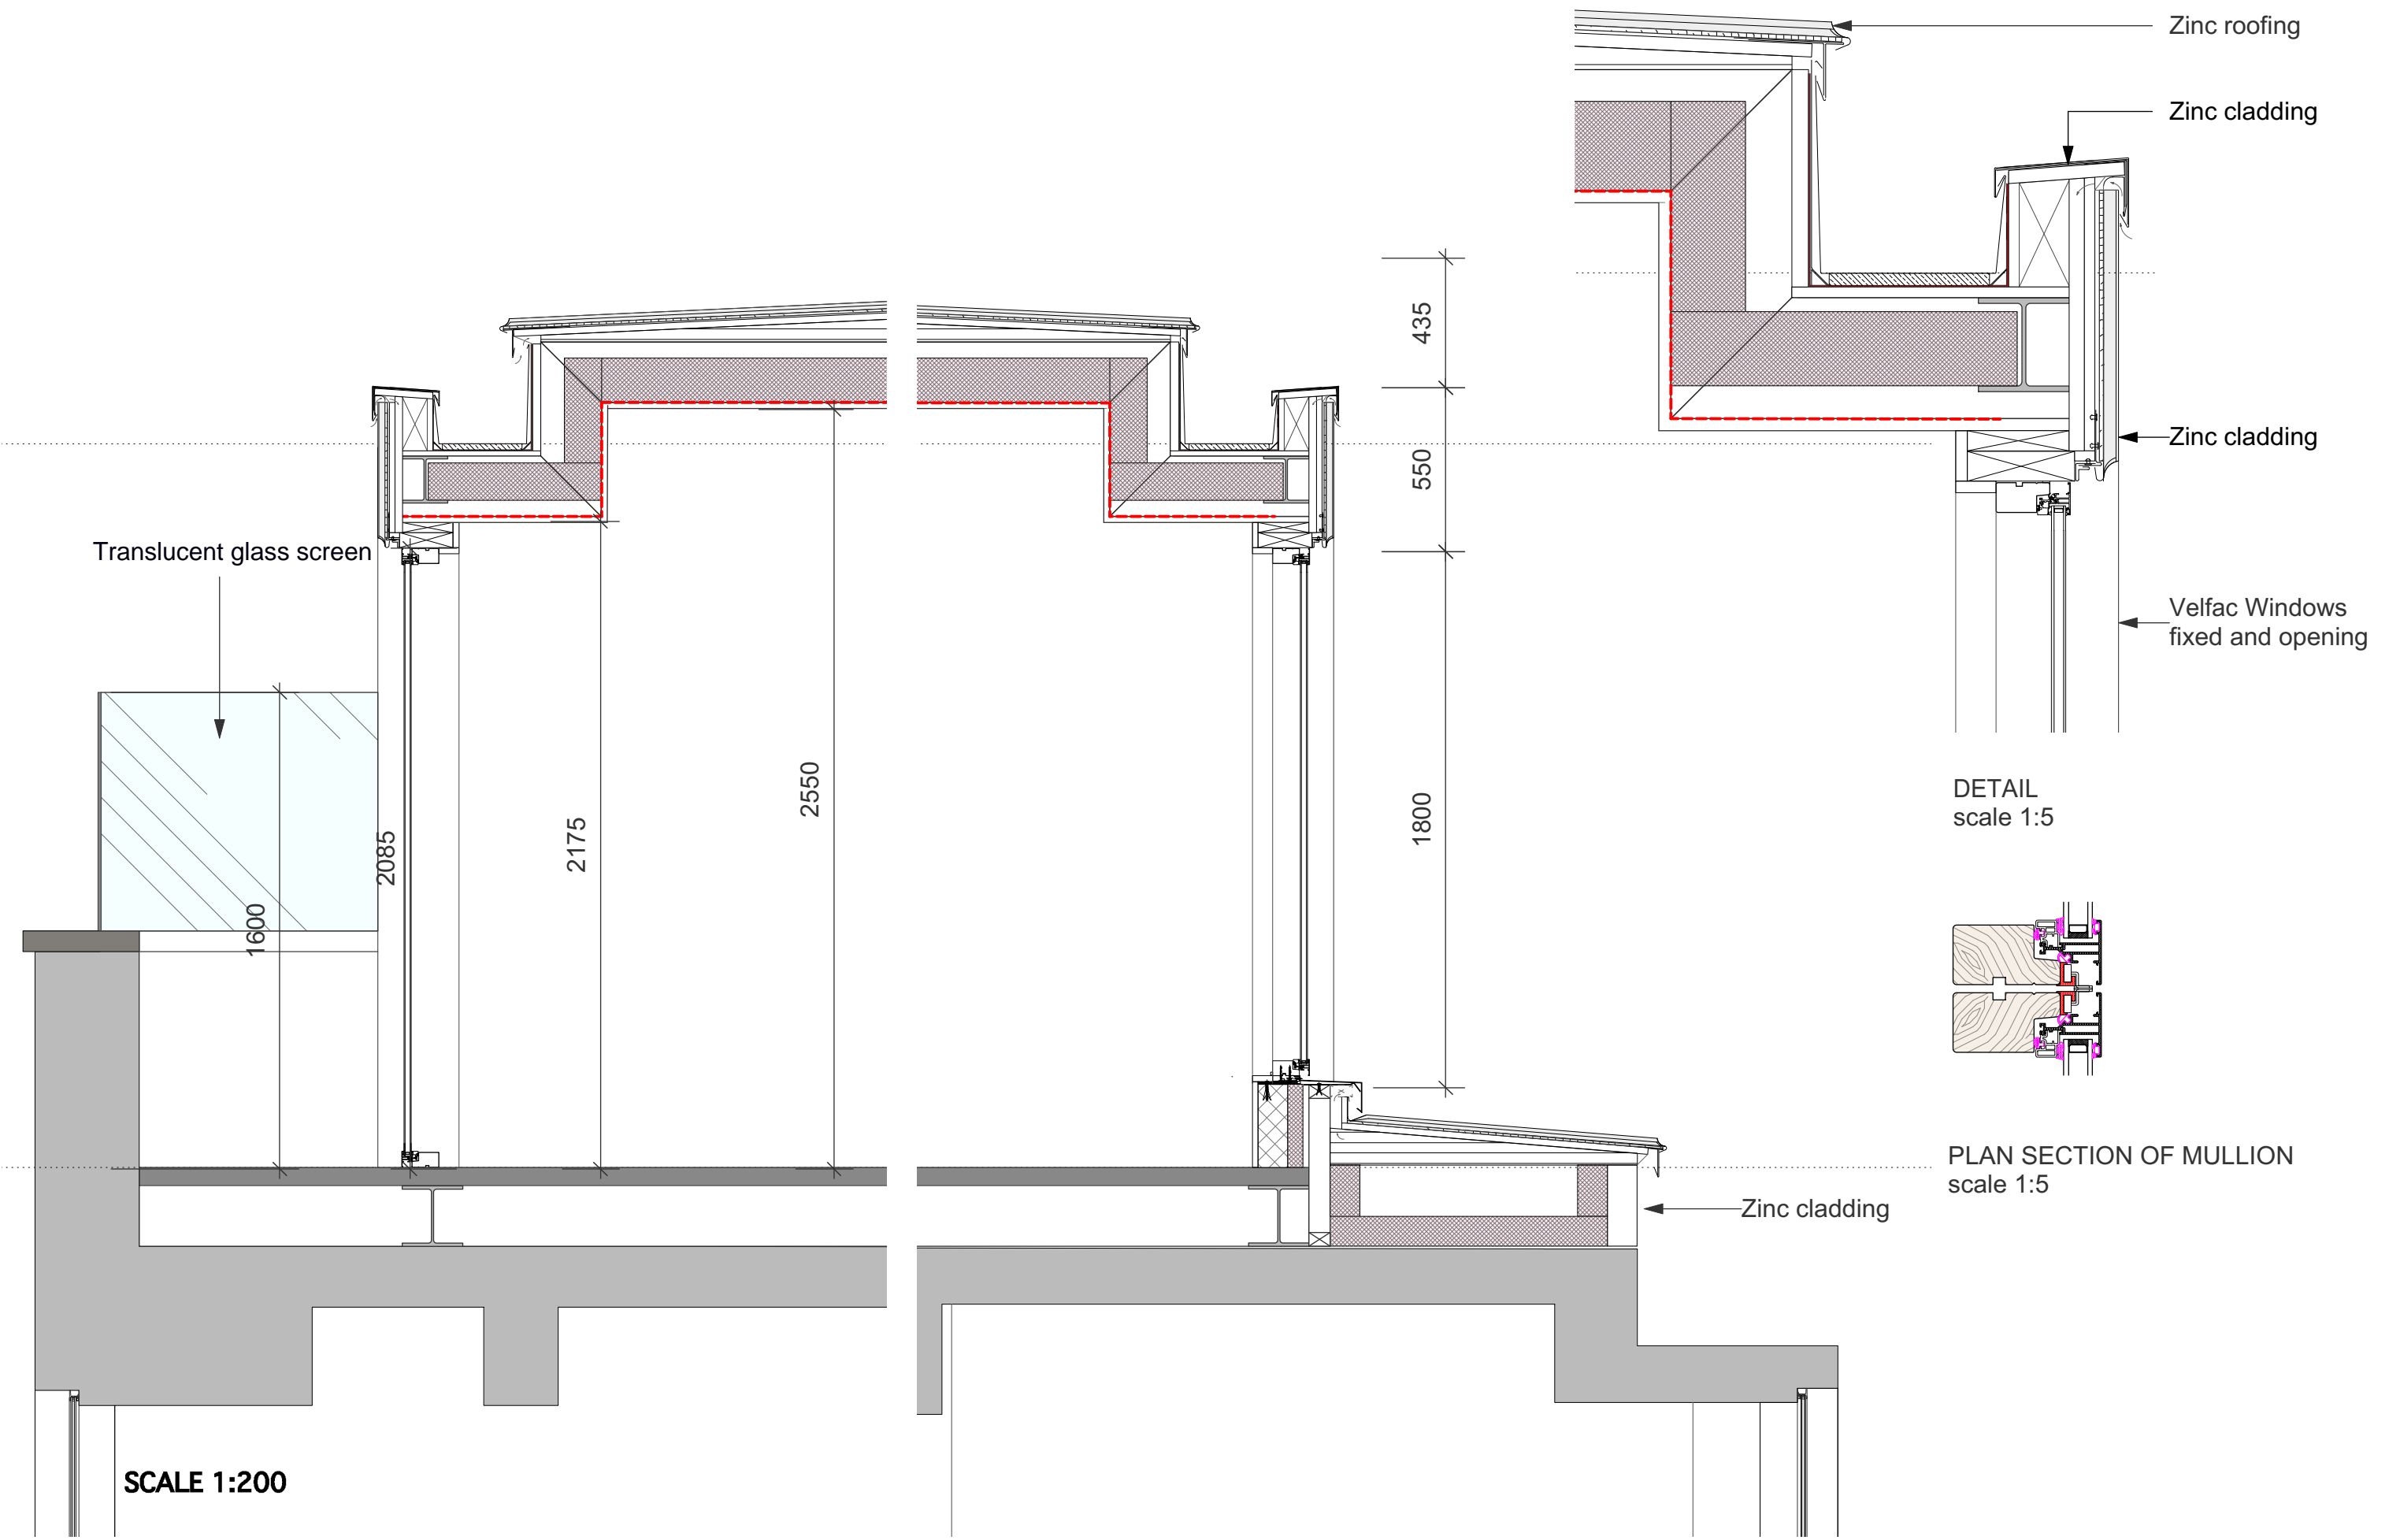 Zinc roofing
Zinc cladding
435
550
Zinc cladding
Translucent glass screen
Velfac Windows
fixed and opening
2550
1800
2085
2175
1600
DETAIL
scale 1:5
PLAN SECTION OF MULLION
scale 1:5
Zinc cladding
SCALE 1:200